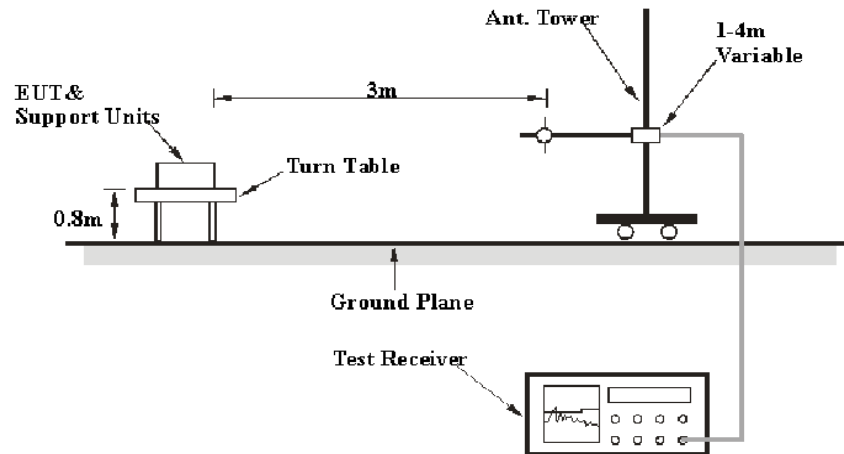 Ant. Tower
1-4m
Variable
3m
EUT&
Support Units
Turn Table
0.8m
Ground Plane
Test Receiver